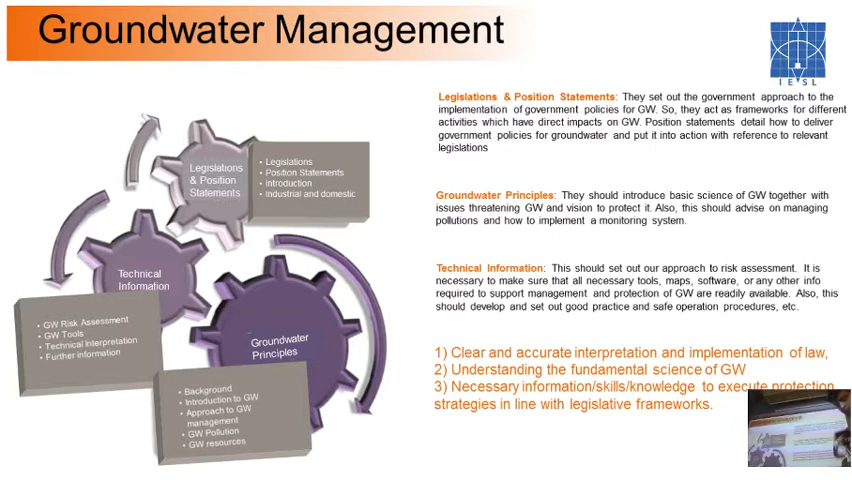 Groundwater Management
IESL
Legislations
& Position
Statements
• Legislations
• Position Statements
• Introduction
• Industrial and domestic
Technical
Information
• GW Risk Assessment
• GW Tools
• Technical Interpretation
• Further information
Groundwater
Principles
• Background
• Introduction to GW
• Approach to GW
management
• GW Pollution
• GW resources
Legislations & Position Statements: They set out the government approach to the
implementation of government policies for GW. So, they act as frameworks for different
activities which have direct impacts on GW. Position statements detail how to deliver
government policies for groundwater and put it into action with reference to relevant
legislations
Groundwater Principles: They should introduce basic science of GW together with
issues threatening GW and vision to protect it. Also, this should advise on managing
pollutions and how to implement a monitoring system.
Technical Information: This should set out our approach to risk assessment. It is
necessary to make sure that all necessary tools, maps, software, or any other info
required to support management and protection of GW are readily available. Also, this
should develop and set out good practice and safe operation procedures, etc.
1) Clear and accurate interpretation and implementation of law,
2) Understanding the fundamental science of GW
3) Necessary information/skills/knowledge to execute protection
strategies in line with legislative frameworks.